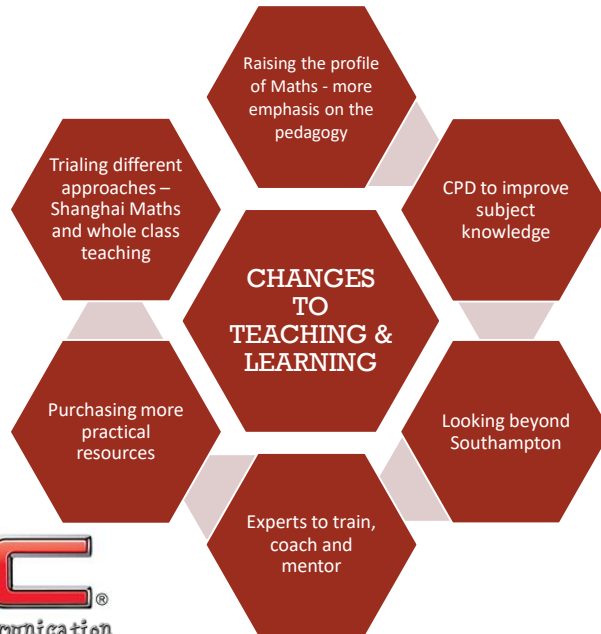 Raising the profile
of Maths - more
emphasis on the
pedagogy
Trialing different
approaches –
Shanghai Maths
and whole class
teaching
CPD to improve
subject
knowledge
CHANGES
TO
TEACHING &
LEARNING
Purchasing more
practical
resources
Looking beyond
Southampton
Experts to train,
coach and
mentor
C®